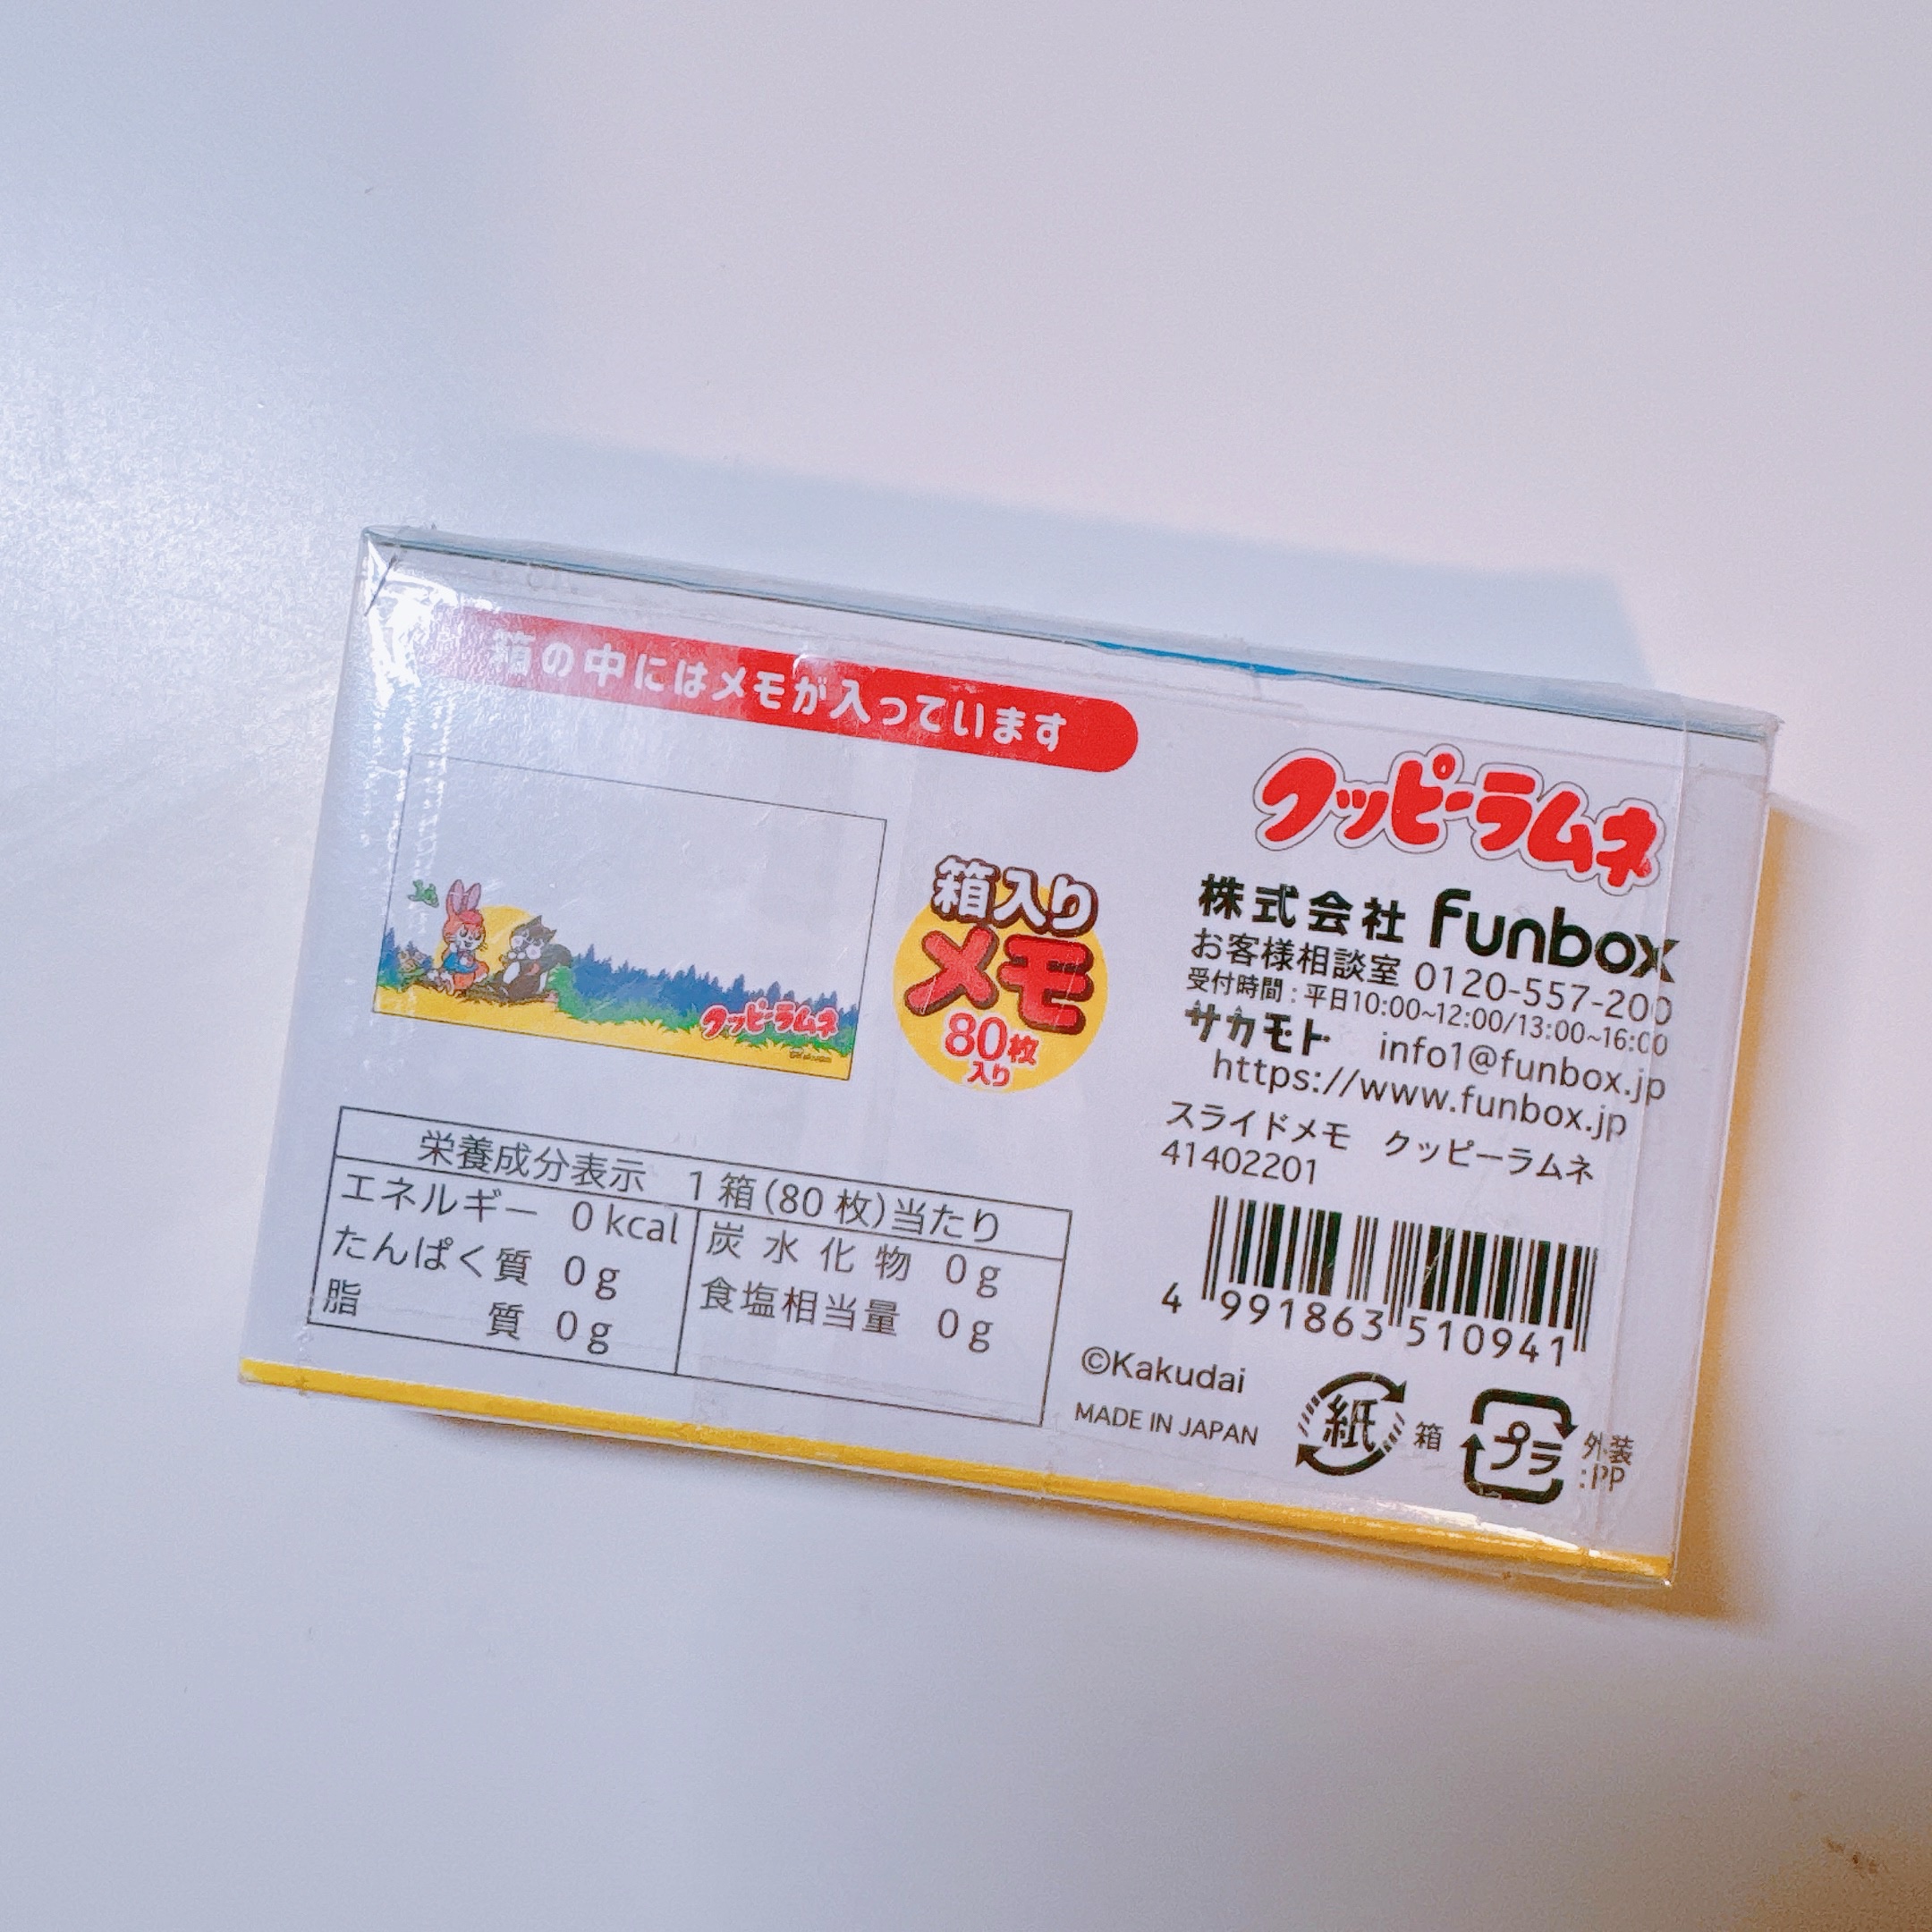 箱の中にはメモが入っています
クッピーラムネ
箱入り
メモ
80枚
入り
クッピーラムネ
株式会社 funbox
お客様相談室 0120-557-200
受付時間：平日10:00~12:00/13:00~16:00
サカモト info1@funbox.jp
https://www.funbox.jp
スライドメモ クッピーラムネ
41402201
4 991863 510941
栄養成分表示 1箱(80枚)当たり
エネルギー 0kcal
たんぱく質 0g
脂質 0g
炭水化物 0g
食塩相当量 0g
©Kakudai
MADE IN JAPAN
紙 箱
プラ 外装
:PP